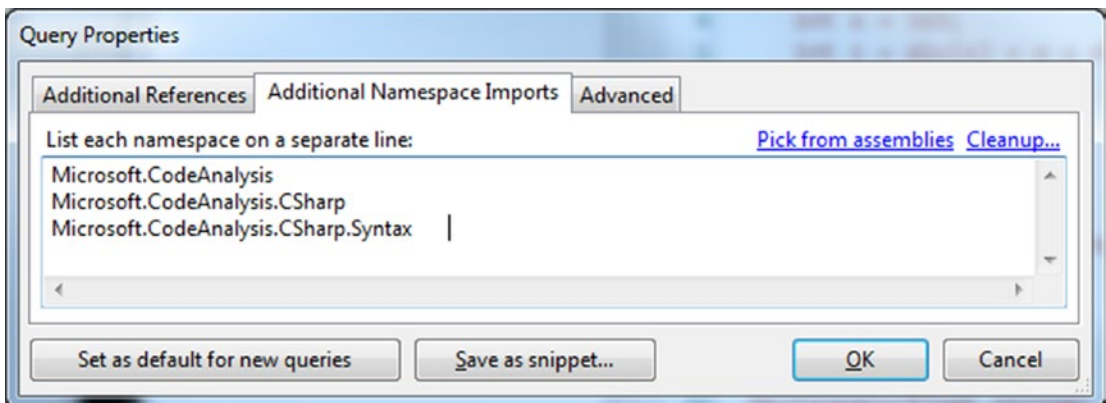 Query Properties
Additional References Additional Namespace Imports Advanced
List each namespace on a separate line: Pick from assemblies Cleanup...
Microsoft.CodeAnalysis
Microsoft.CodeAnalysis.CSharp
Microsoft.CodeAnalysis.CSharp.Syntax
Set as default for new queries Save as snippet... OK Cancel